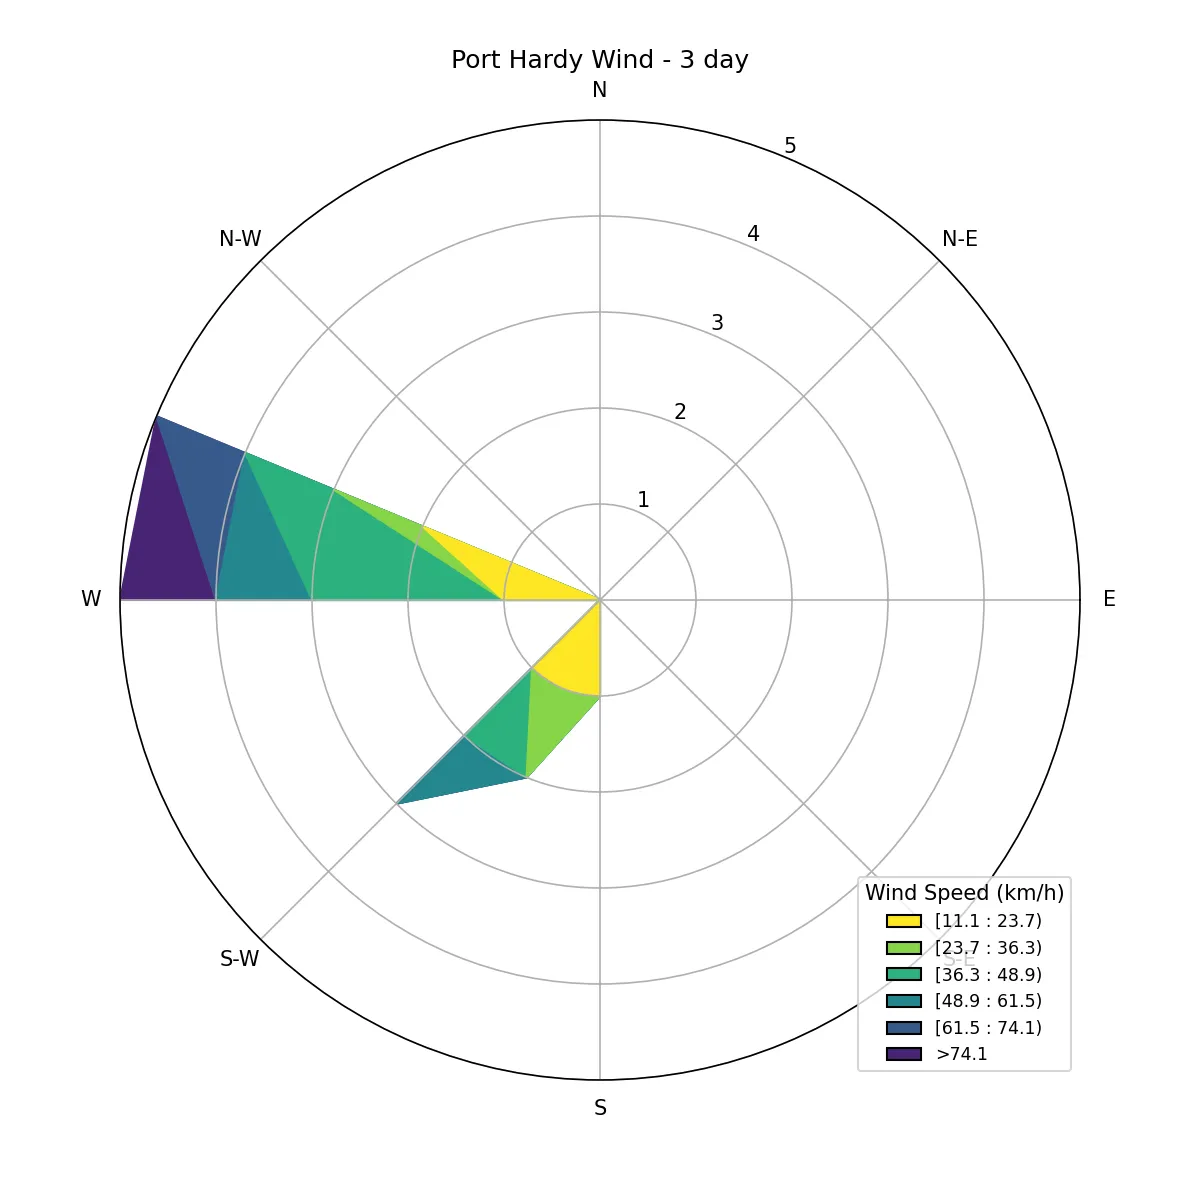 Port Hardy Wind - 3 day
N
5
N-W
4
N-E
3
2
1
W
E
S-W
S-E
S
Wind Speed (km/h)
[11.1 : 23.7)
[23.7 : 36.3)
[36.3 : 48.9)
[48.9 : 61.5)
[61.5 : 74.1)
>74.1